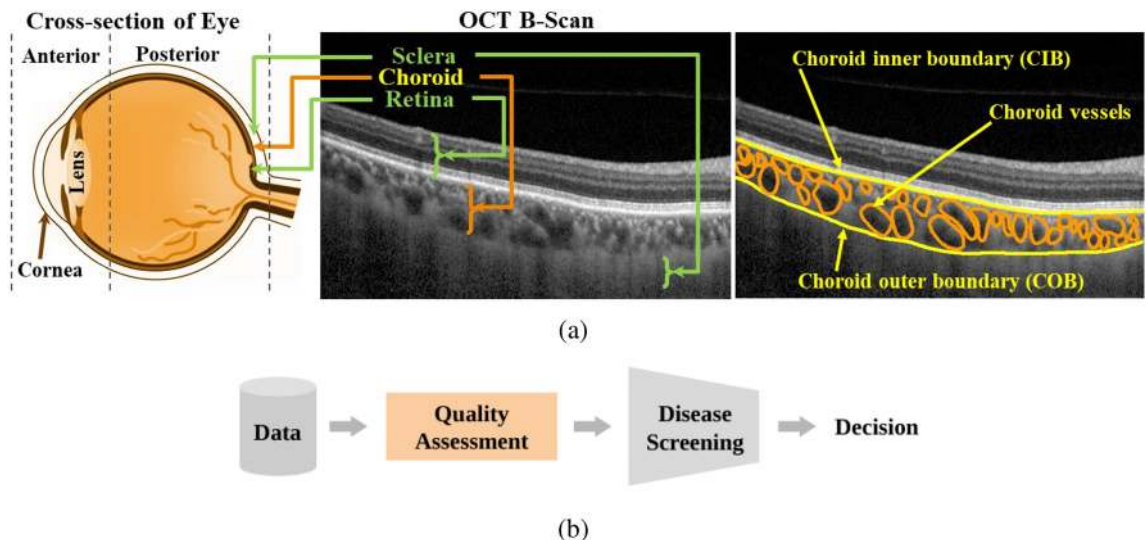 Cross-section of Eye
OCT B-Scan
Anterior
Posterior
Lens
Cornea
Sclera
Choroid
Retina
Choroid inner boundary (CIB)
Choroid vessels
Choroid outer boundary (COB)
(a)
Data
Quality
Assessment
Disease
Screening
Decision
(b)